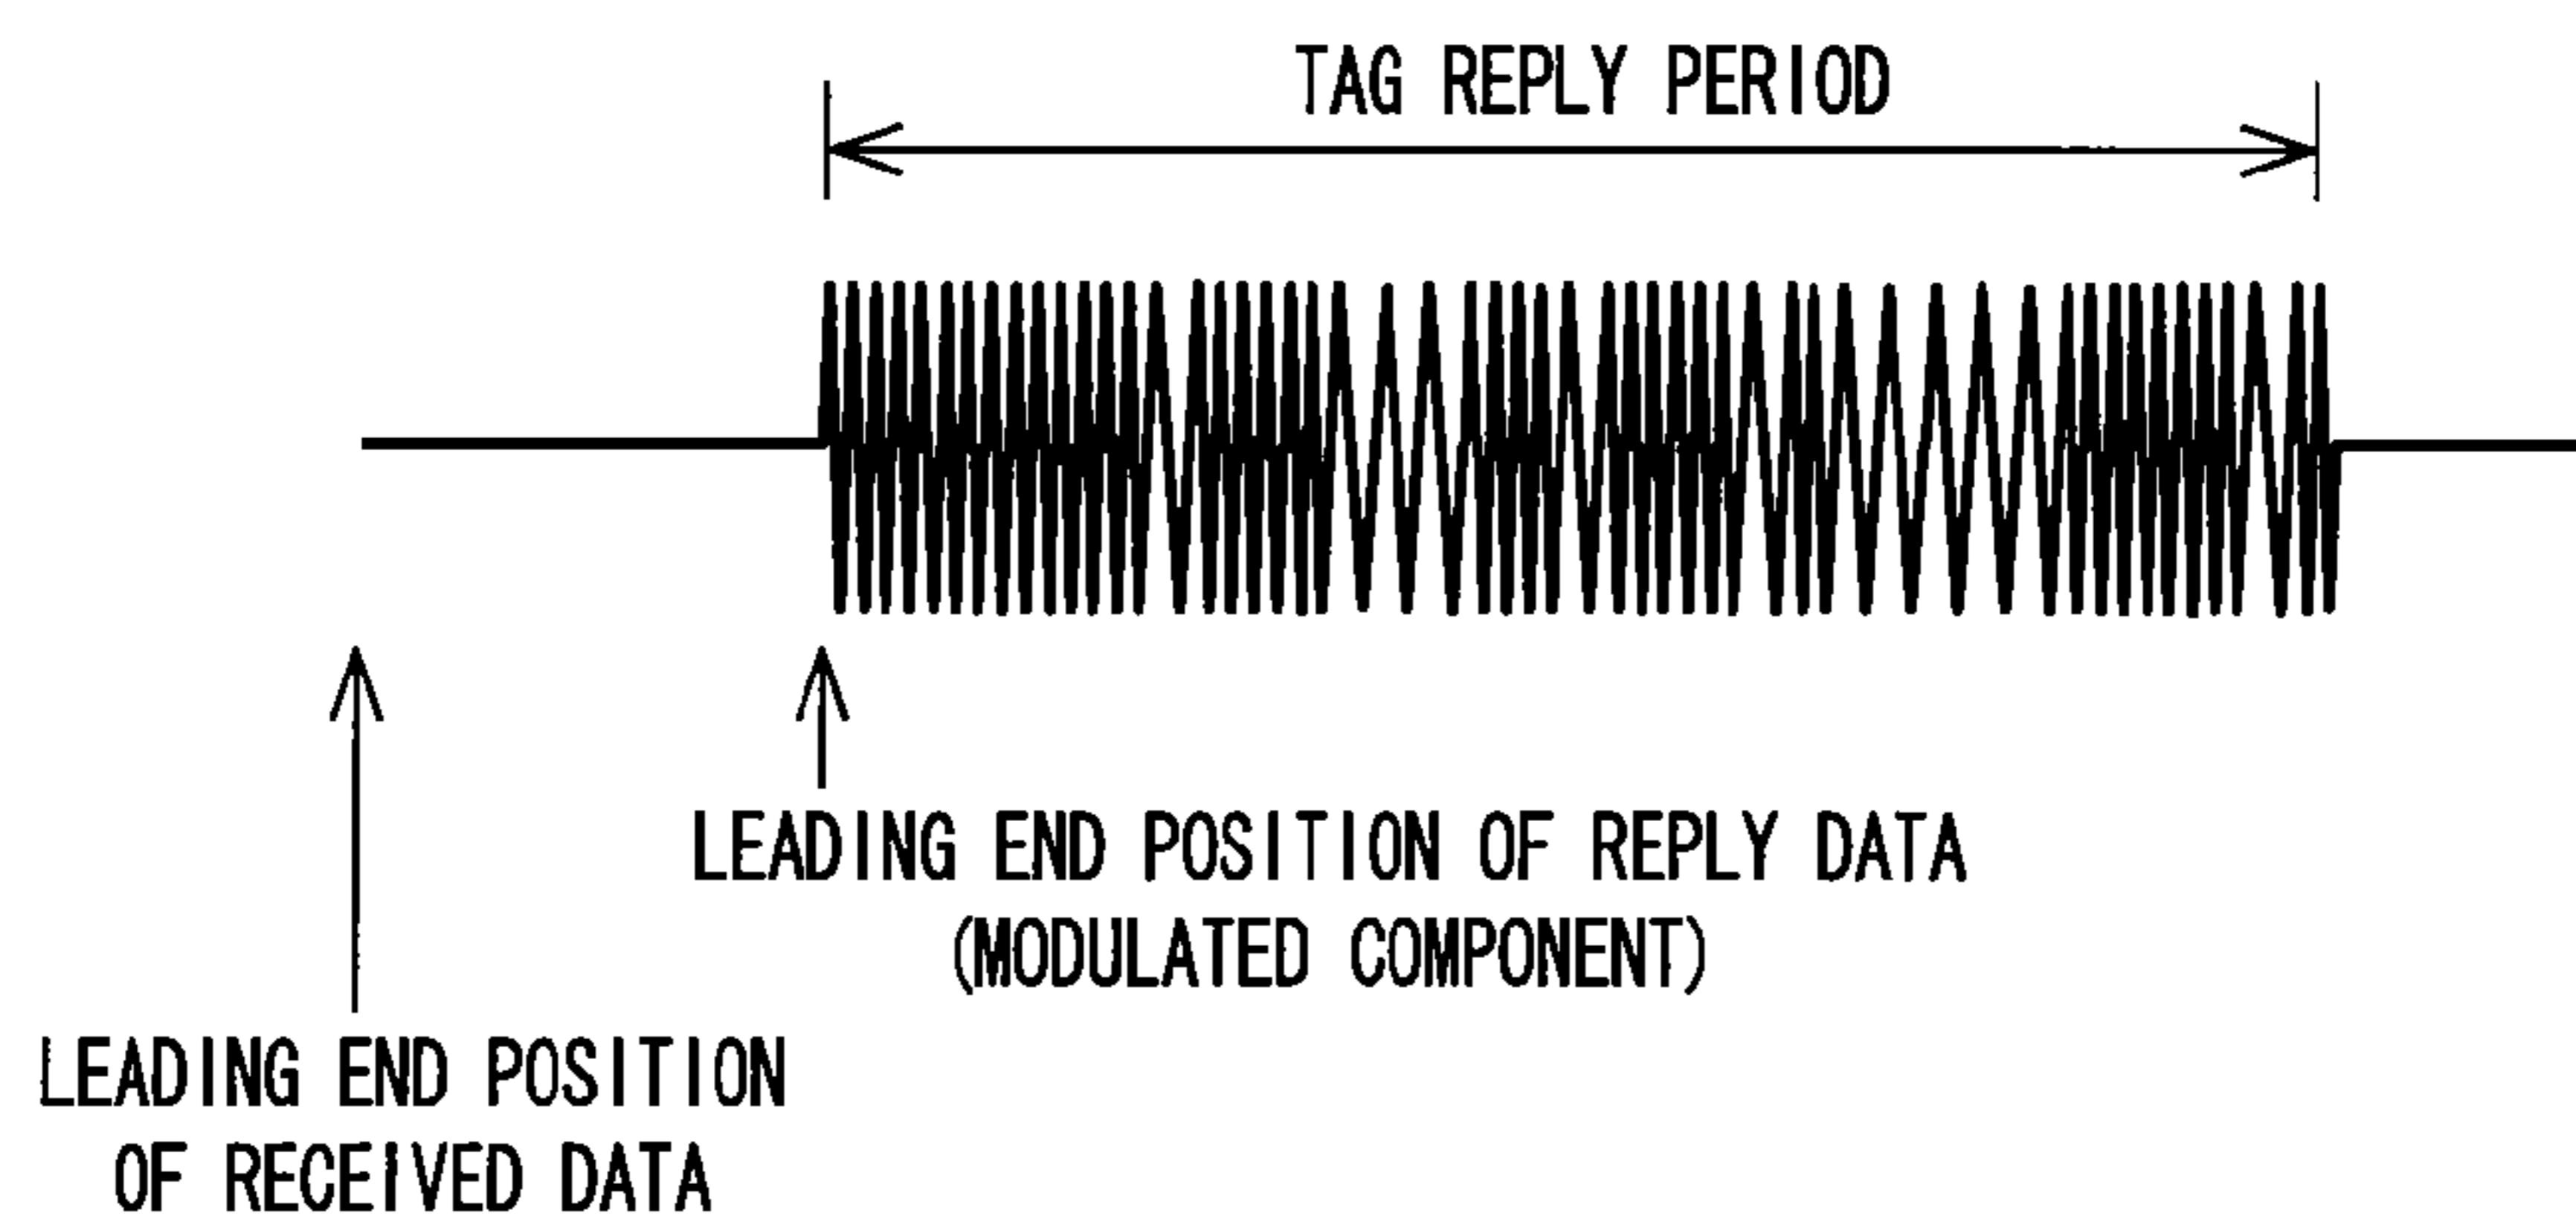 TAG REPLY PERIOD
LEADING END POSITION OF REPLY DATA
(MODULATED COMPONENT)
LEADING END POSITION
OF RECEIVED DATA